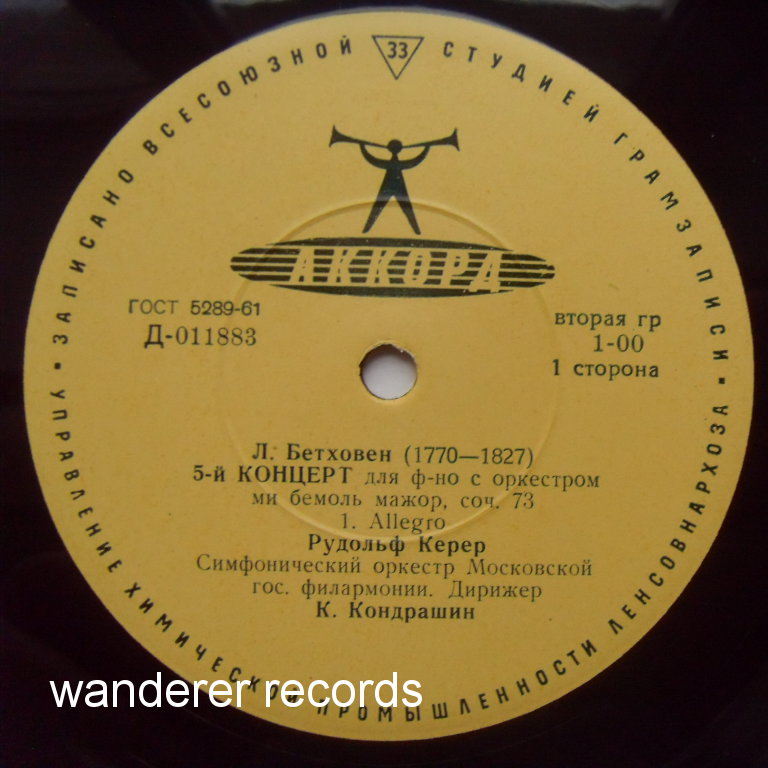 ЗАПИСАНО ВСЕСОЮЗНОЙ 33 СТУДИЕЙ ГРАМЗАПИСИ
АККОРД
ГОСТ 5289-61
Д-011883
вторая гр
1-00
1 сторона
Л. Бетховен (1770—1827)
5-й КОНЦЕРТ для ф-но с оркестром
ми бемоль мажор, соч. 73
1. Allegro
Рудольф Керер
Симфонический оркестр Московской
гос. филармонии. Дирижер
К. Кондрашин
УПРАВЛЕНИЕ ХИМИЧЕСКОЙ ПРОМЫШЛЕННОСТИ ЛЕНСОВНАРХОЗА
wanderer records